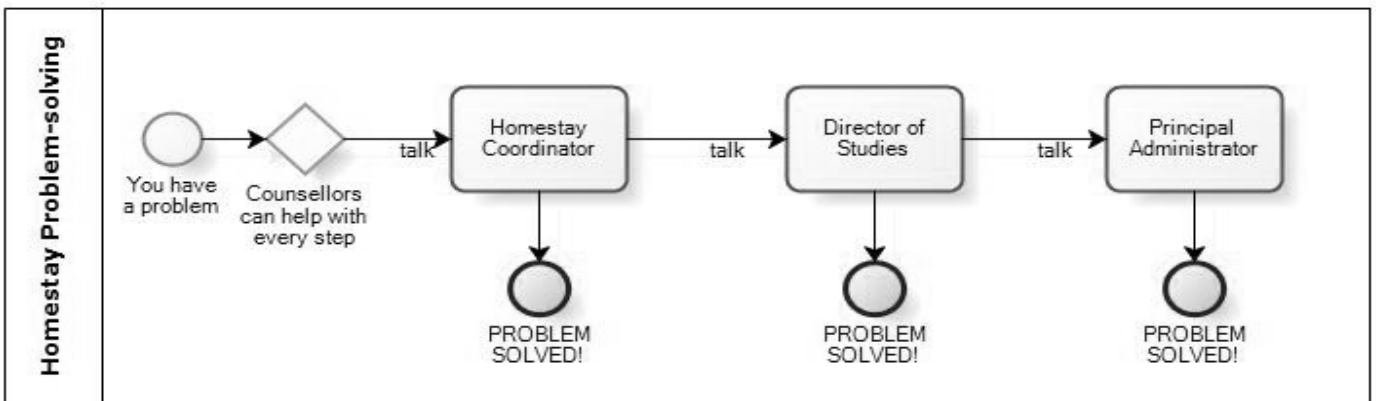 Homestay Problem-solving
You have
a problem
Counsellors
can help with
every step
talk
Homestay
Coordinator
talk
Director of
Studies
talk
Principal
Administrator
PROBLEM
SOLVED!
PROBLEM
SOLVED!
PROBLEM
SOLVED!